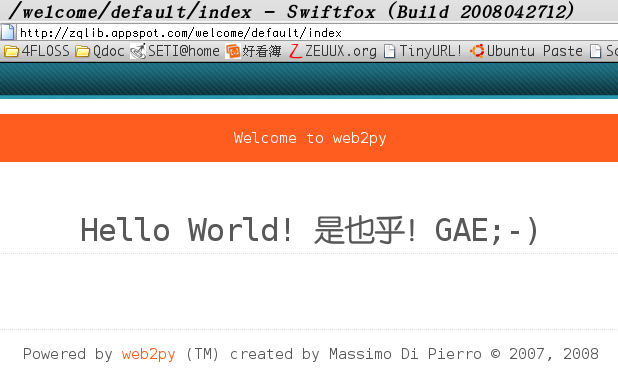 /welcome/default/index - Swiftfox (Build 2008042712)
http://zqlib.appspot.com/welcome/default/index
4FLOSS Qdoc SETI@home 好看簿 ZEUUX.org TinyURL! Ubuntu Paste
Welcome to web2py
Hello World! 是也乎! GAE;-)
Powered by web2py (TM) created by Massimo Di Pierro © 2007, 2008